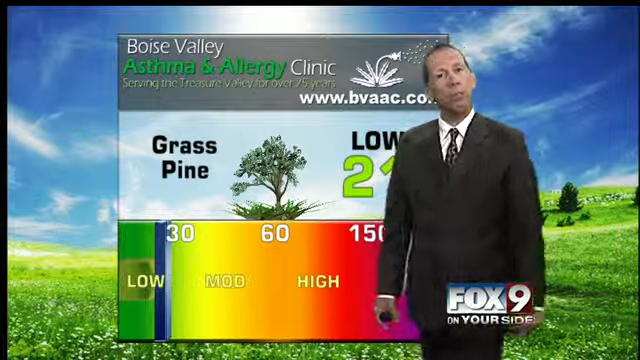 Boise Valley
Asthma & Allergy Clinic
Serving the Treasure Valley for over 75 years
www.bvaac.co
Grass
Pine
LOW
30 60 150
LOW MOD HIGH
FOX 9
ON YOUR SIDE